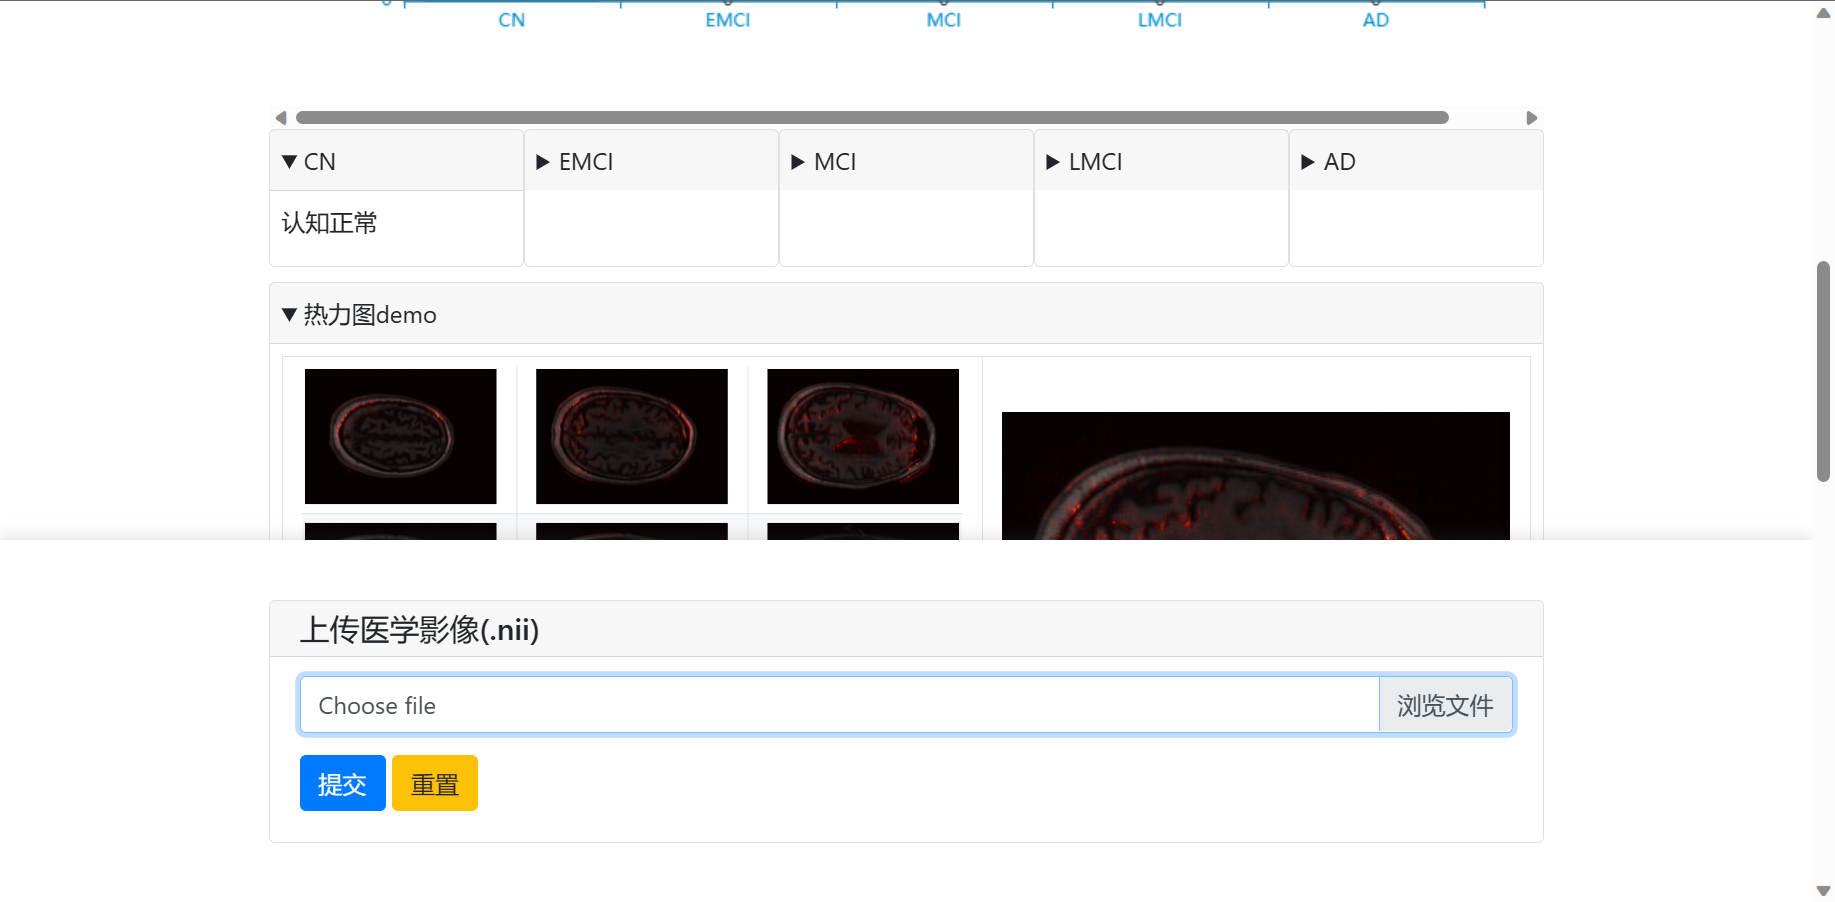 0
CN EMCI MCI LMCI AD
▼ CN ▶ EMCI ▶ MCI ▶ LMCI ▶ AD
认知正常
▼ 热力图demo
上传医学影像(.nii)
Choose file 浏览文件
提交 重置